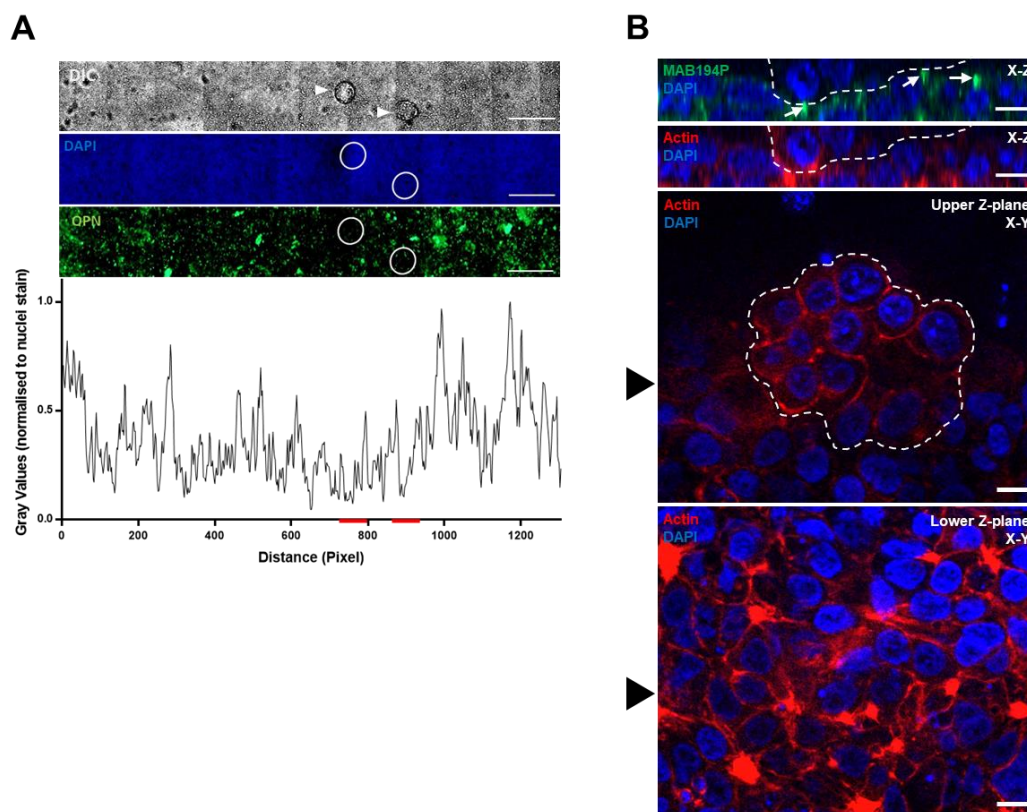 A
DIC
DAPI
OPN
Gray Values (normalised to nuclei stain)
1.0
0.5
0.0
0 200 400 600 800 1000 1200
Distance (Pixel)
B
MAB194P
DAPI
X-Z
Actin
DAPI
X-Z
Actin
DAPI
Upper Z-plane
X-Y
Actin
DAPI
Lower Z-plane
X-Y